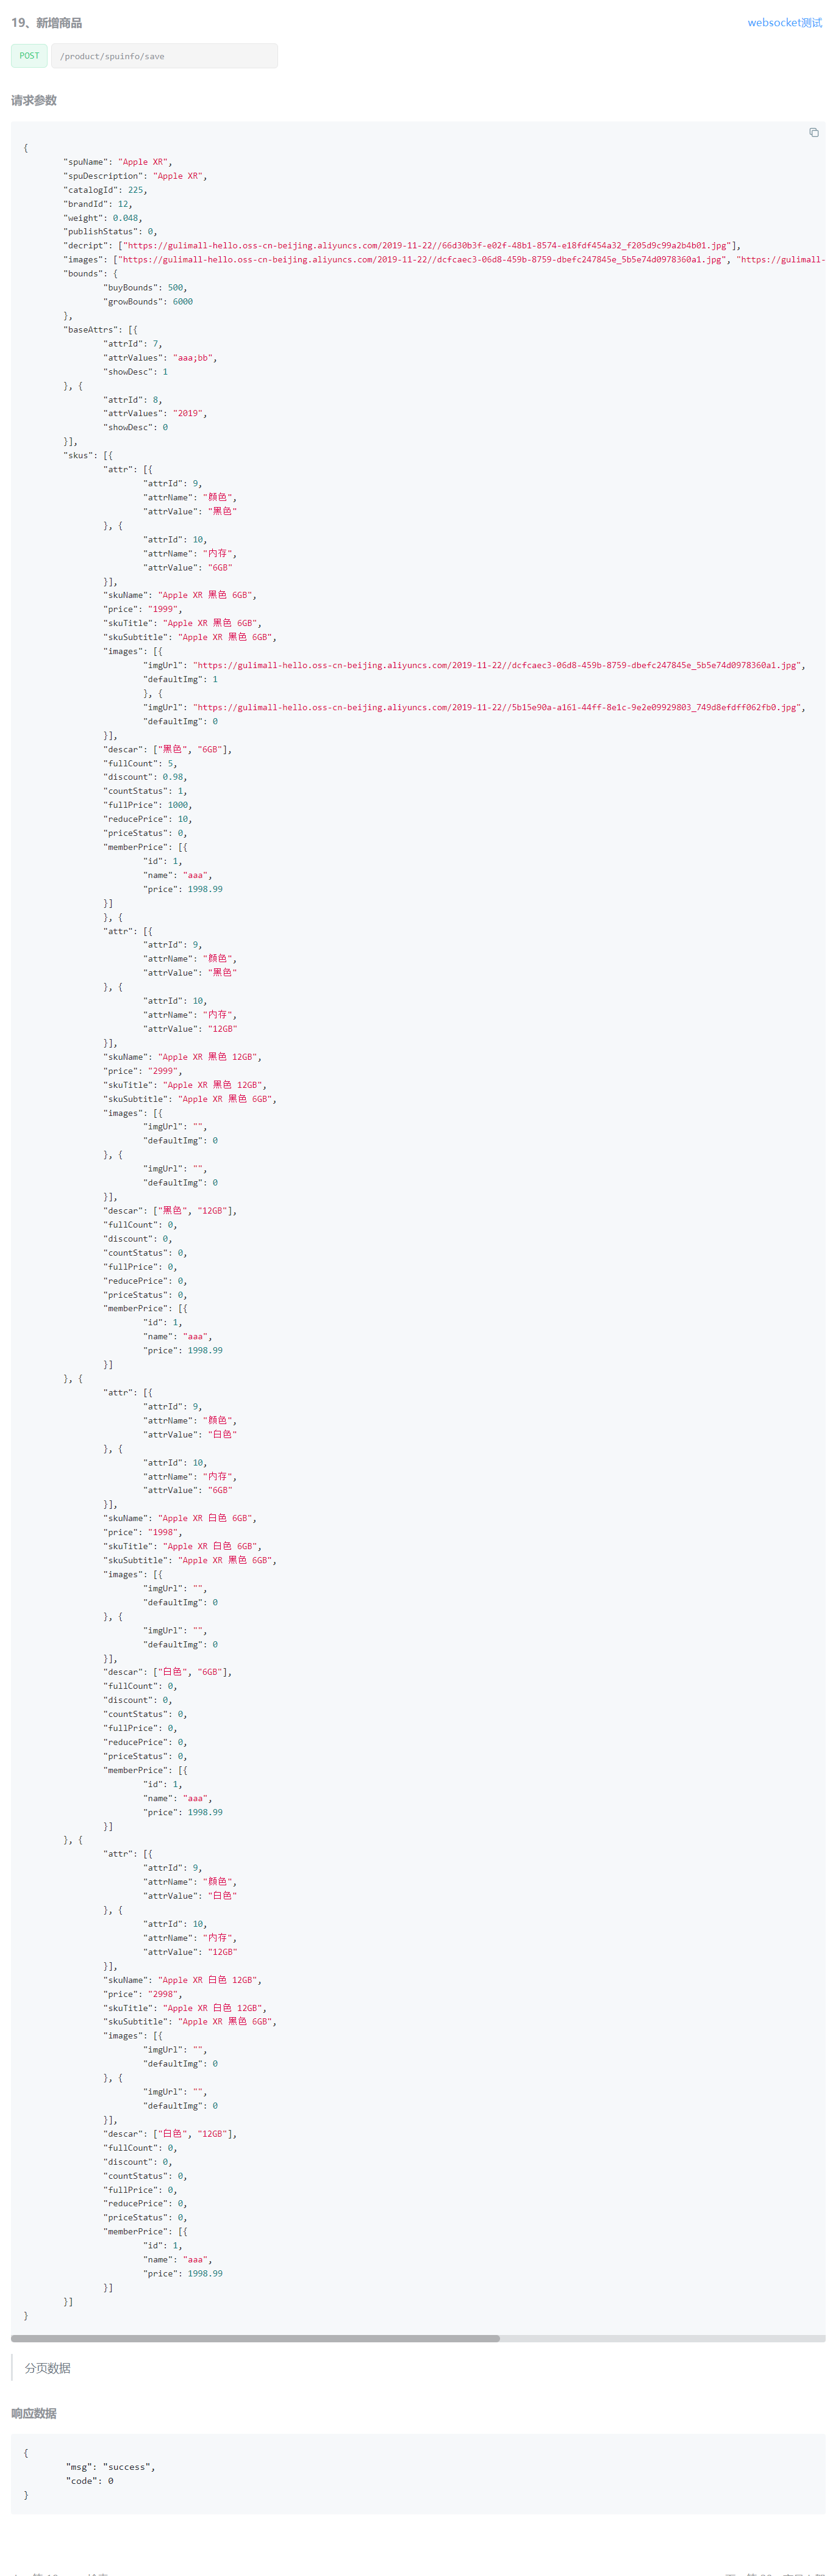 19、新增商品
websocket测试
POST
/product/spuinfo/save
请求参数
{
"spuName": "Apple XR",
"spuDescription": "Apple XR",
"catalogId": 225,
"brandId": 12,
"weight": 0.048,
"publishStatus": 0,
"decript": ["https://gulimall-hello.oss-cn-beijing.aliyuncs.com/2019-11-22//66d30b3f-e02f-48b1-8574-e18fdf454a32_f205d9c99a2b4b01.jpg"],
"images": ["https://gulimall-hello.oss-cn-beijing.aliyuncs.com/2019-11-22//dcfcaec3-06d8-459b-8759-dbefc247845e_5b5e74d0978360a1.jpg", "https://gulimall-
"bounds": {
"buyBounds": 500,
"growBounds": 6000
},
"baseAttrs": [{
"attrId": 7,
"attrValues": "aaa;bb",
"showDesc": 1
}, {
"attrId": 8,
"attrValues": "2019",
"showDesc": 0
}],
"skus": [{
"attr": [{
"attrId": 9,
"attrName": "颜色",
"attrValue": "黑色"
}, {
"attrId": 10,
"attrName": "内存",
"attrValue": "6GB"
}],
"skuName": "Apple XR 黑色 6GB",
"price": "1999",
"skuTitle": "Apple XR 黑色 6GB",
"skuSubtitle": "Apple XR 黑色 6GB",
"images": [{
"imgUrl": "https://gulimall-hello.oss-cn-beijing.aliyuncs.com/2019-11-22//dcfcaec3-06d8-459b-8759-dbefc247845e_5b5e74d0978360a1.jpg",
"defaultImg": 1
}, {
"imgUrl": "https://gulimall-hello.oss-cn-beijing.aliyuncs.com/2019-11-22//5b15e90a-a161-44ff-8e1c-9e2e09929803_749d8efdff062fb0.jpg",
"defaultImg": 0
}],
"descar": ["黑色", "6GB"],
"fullCount": 5,
"discount": 0.98,
"countStatus": 1,
"fullPrice": 1000,
"reducePrice": 10,
"priceStatus": 0,
"memberPrice": [{
"id": 1,
"name": "aaa",
"price": 1998.99
}]
}, {
"attr": [{
"attrId": 9,
"attrName": "颜色",
"attrValue": "黑色"
}, {
"attrId": 10,
"attrName": "内存",
"attrValue": "12GB"
}],
"skuName": "Apple XR 黑色 12GB",
"price": "2999",
"skuTitle": "Apple XR 黑色 12GB",
"skuSubtitle": "Apple XR 黑色 6GB",
"images": [{
"imgUrl": "",
"defaultImg": 0
}, {
"imgUrl": "",
"defaultImg": 0
}],
"descar": ["黑色", "12GB"],
"fullCount": 0,
"discount": 0,
"countStatus": 0,
"fullPrice": 0,
"reducePrice": 0,
"priceStatus": 0,
"memberPrice": [{
"id": 1,
"name": "aaa",
"price": 1998.99
}]
}, {
"attr": [{
"attrId": 9,
"attrName": "颜色",
"attrValue": "白色"
}, {
"attrId": 10,
"attrName": "内存",
"attrValue": "6GB"
}],
"skuName": "Apple XR 白色 6GB",
"price": "1998",
"skuTitle": "Apple XR 白色 6GB",
"skuSubtitle": "Apple XR 黑色 6GB",
"images": [{
"imgUrl": "",
"defaultImg": 0
}, {
"imgUrl": "",
"defaultImg": 0
}],
"descar": ["白色", "6GB"],
"fullCount": 0,
"discount": 0,
"countStatus": 0,
"fullPrice": 0,
"reducePrice": 0,
"priceStatus": 0,
"memberPrice": [{
"id": 1,
"name": "aaa",
"price": 1998.99
}]
}, {
"attr": [{
"attrId": 9,
"attrName": "颜色",
"attrValue": "白色"
}, {
"attrId": 10,
"attrName": "内存",
"attrValue": "12GB"
}],
"skuName": "Apple XR 白色 12GB",
"price": "2998",
"skuTitle": "Apple XR 白色 12GB",
"skuSubtitle": "Apple XR 黑色 6GB",
"images": [{
"imgUrl": "",
"defaultImg": 0
}, {
"imgUrl": "",
"defaultImg": 0
}],
"descar": ["白色", "12GB"],
"fullCount": 0,
"discount": 0,
"countStatus": 0,
"fullPrice": 0,
"reducePrice": 0,
"priceStatus": 0,
"memberPrice": [{
"id": 1,
"name": "aaa",
"price": 1998.99
}]
}]
}
分页数据
响应数据
{
"msg": "success",
"code": 0
}